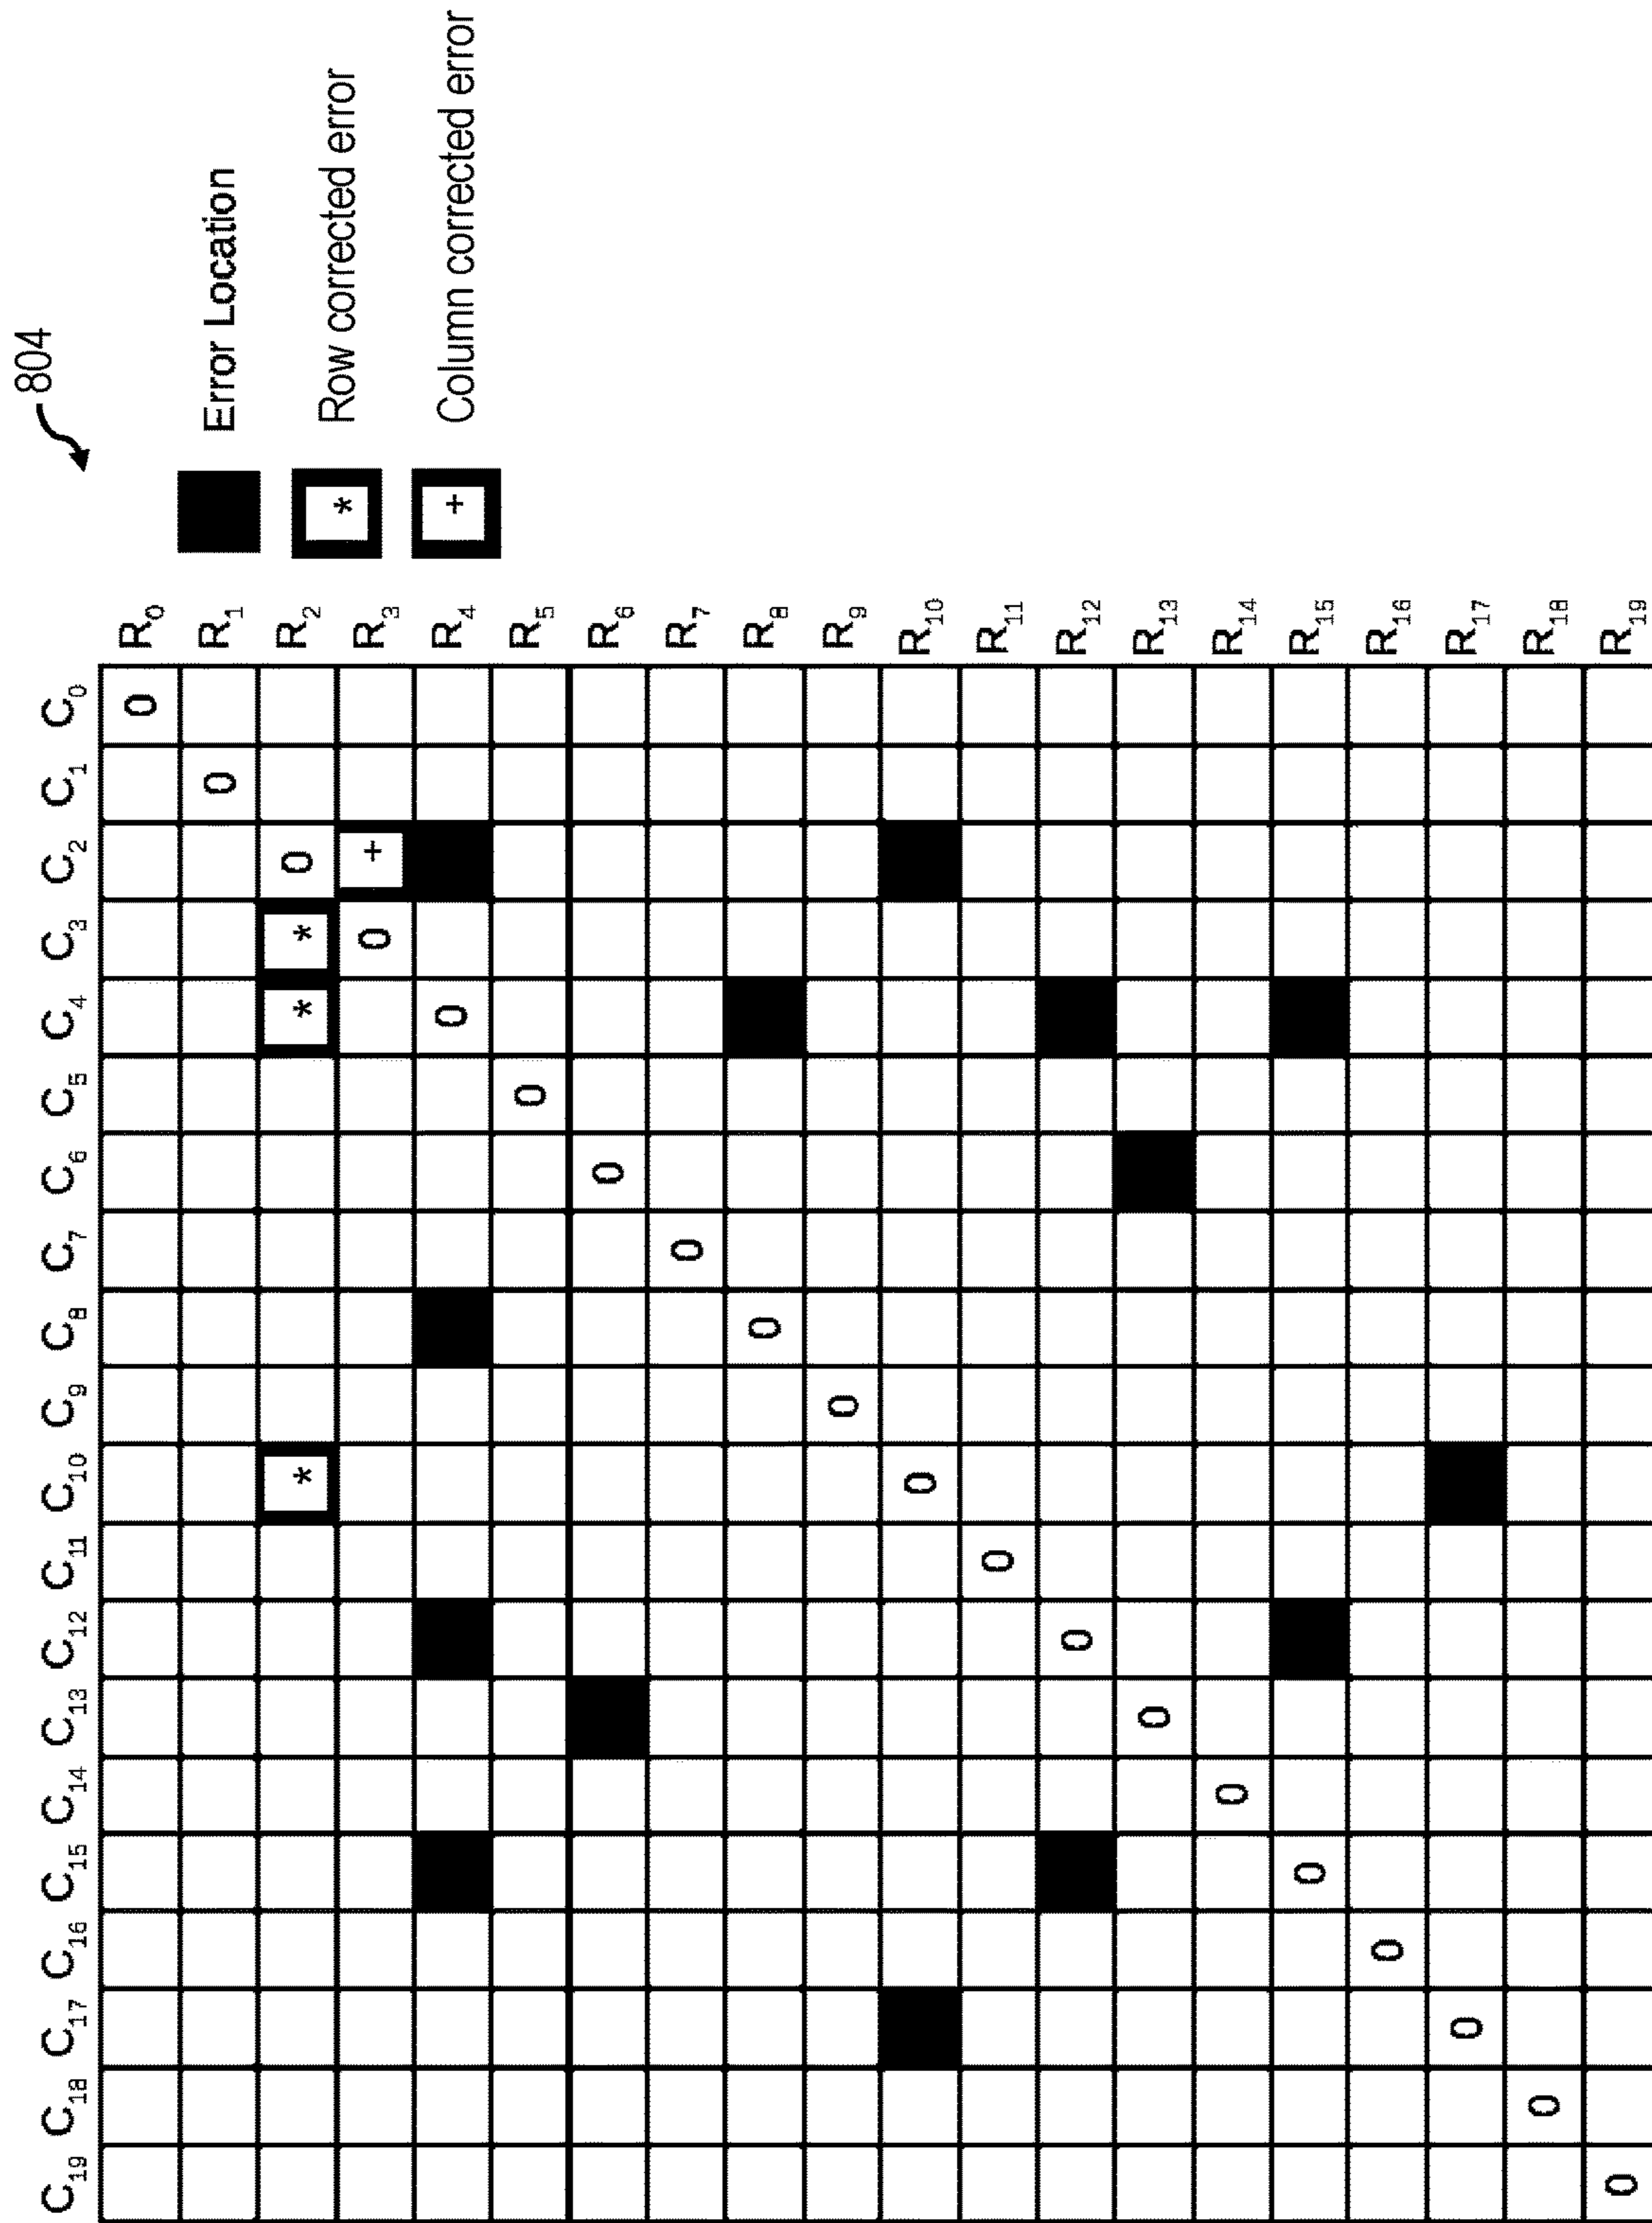 804
C₁₉ C₁₈ C₁₇ C₁₆ C₁₅ C₁₄ C₁₃ C₁₂ C₁₁ C₁₀ C₉ C₈ C₇ C₆ C₅ C₄ C₃ C₂ C₁ C₀
0 R₀
0 R₁
* * * 0 R₂
0 + R₃
0 R₄
0 R₅
0 R₆
0 R₇
0 R₈
0 R₉
0 R₁₀
0 R₁₁
0 R₁₂
0 R₁₃
0 R₁₄
0 R₁₅
0 R₁₆
0 R₁₇
0 R₁₈
0 R₁₉
Error Location
* Row corrected error
+ Column corrected error